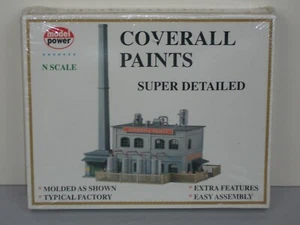 model
power
COVERALL
PAINTS
N SCALE
SUPER DETAILED
* MOLDED AS SHOWN
* TYPICAL FACTORY
* EXTRA FEATURES
* EASY ASSEMBLY